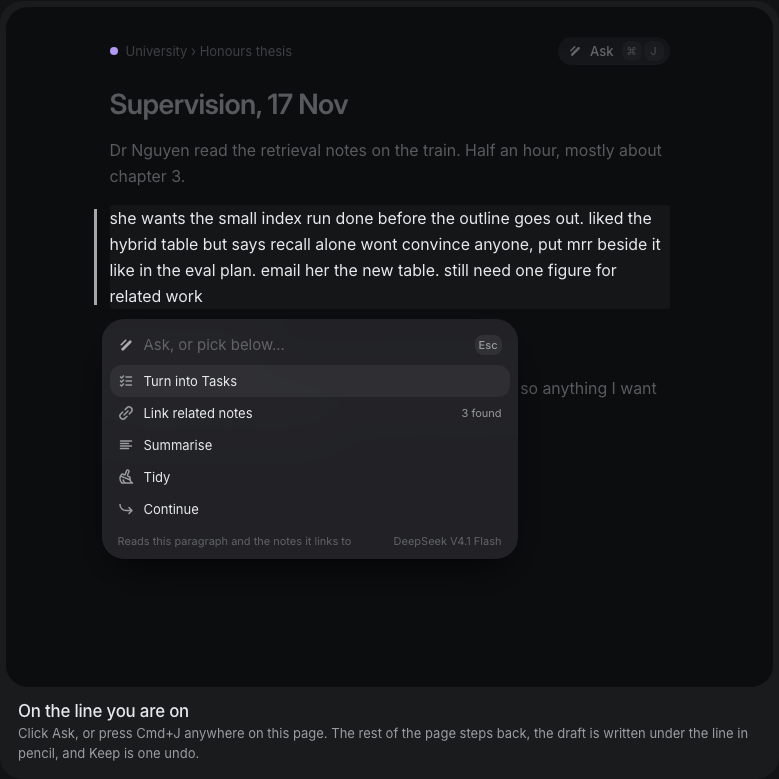 University › Honours thesis
Ask ⌘ J
Supervision, 17 Nov
Dr Nguyen read the retrieval notes on the train. Half an hour, mostly about
chapter 3.
she wants the small index run done before the outline goes out. liked the
hybrid table but says recall alone wont convince anyone, put mrr beside it
like in the eval plan. email her the new table. still need one figure for
related work
Ask, or pick below... Esc
Turn into Tasks
so anything I want
Link related notes 3 found
Summarise
Tidy
Continue
Reads this paragraph and the notes it links to DeepSeek V4.1 Flash
On the line you are on
Click Ask, or press Cmd+J anywhere on this page. The rest of the page steps back, the draft is written under the line in
pencil, and Keep is one undo.